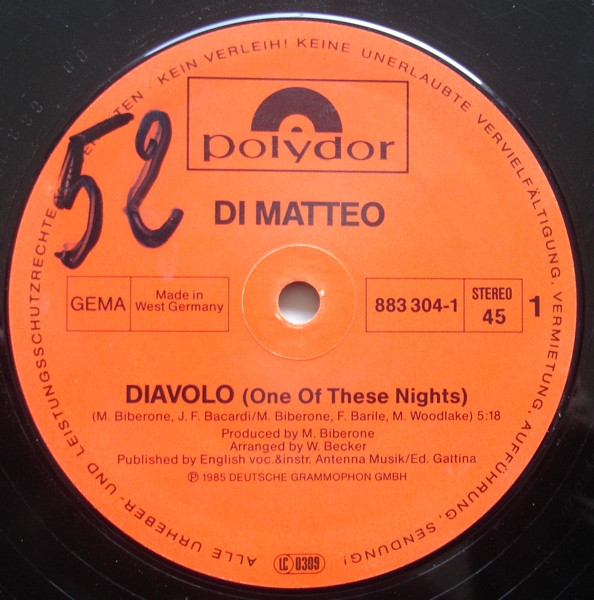 ALLE URHEBER- UND LEISTUNGSSCHUTZRECHTE
KEIN VERLEIH! KEINE UNERLAUBTE VERVIELFÄLTIGUNG, VERMIETUNG, AUFFÜHRUNG, SENDUNG!
polydor
52
DI MATTEO
GEMA
Made in
West Germany
883 304-1
STEREO
45
1
DIAVOLO (One Of These Nights)
(M. Biberone, J. F. Bacardi/M. Biberone, F. Barile, M. Woodlake) 5:18
Produced by M. Biberone
Arranged by W. Becker
Published by English voc.&instr. Antenna Musik/Ed. Gattina
Ⓟ 1985 DEUTSCHE GRAMMOPHON GMBH
LC 0309